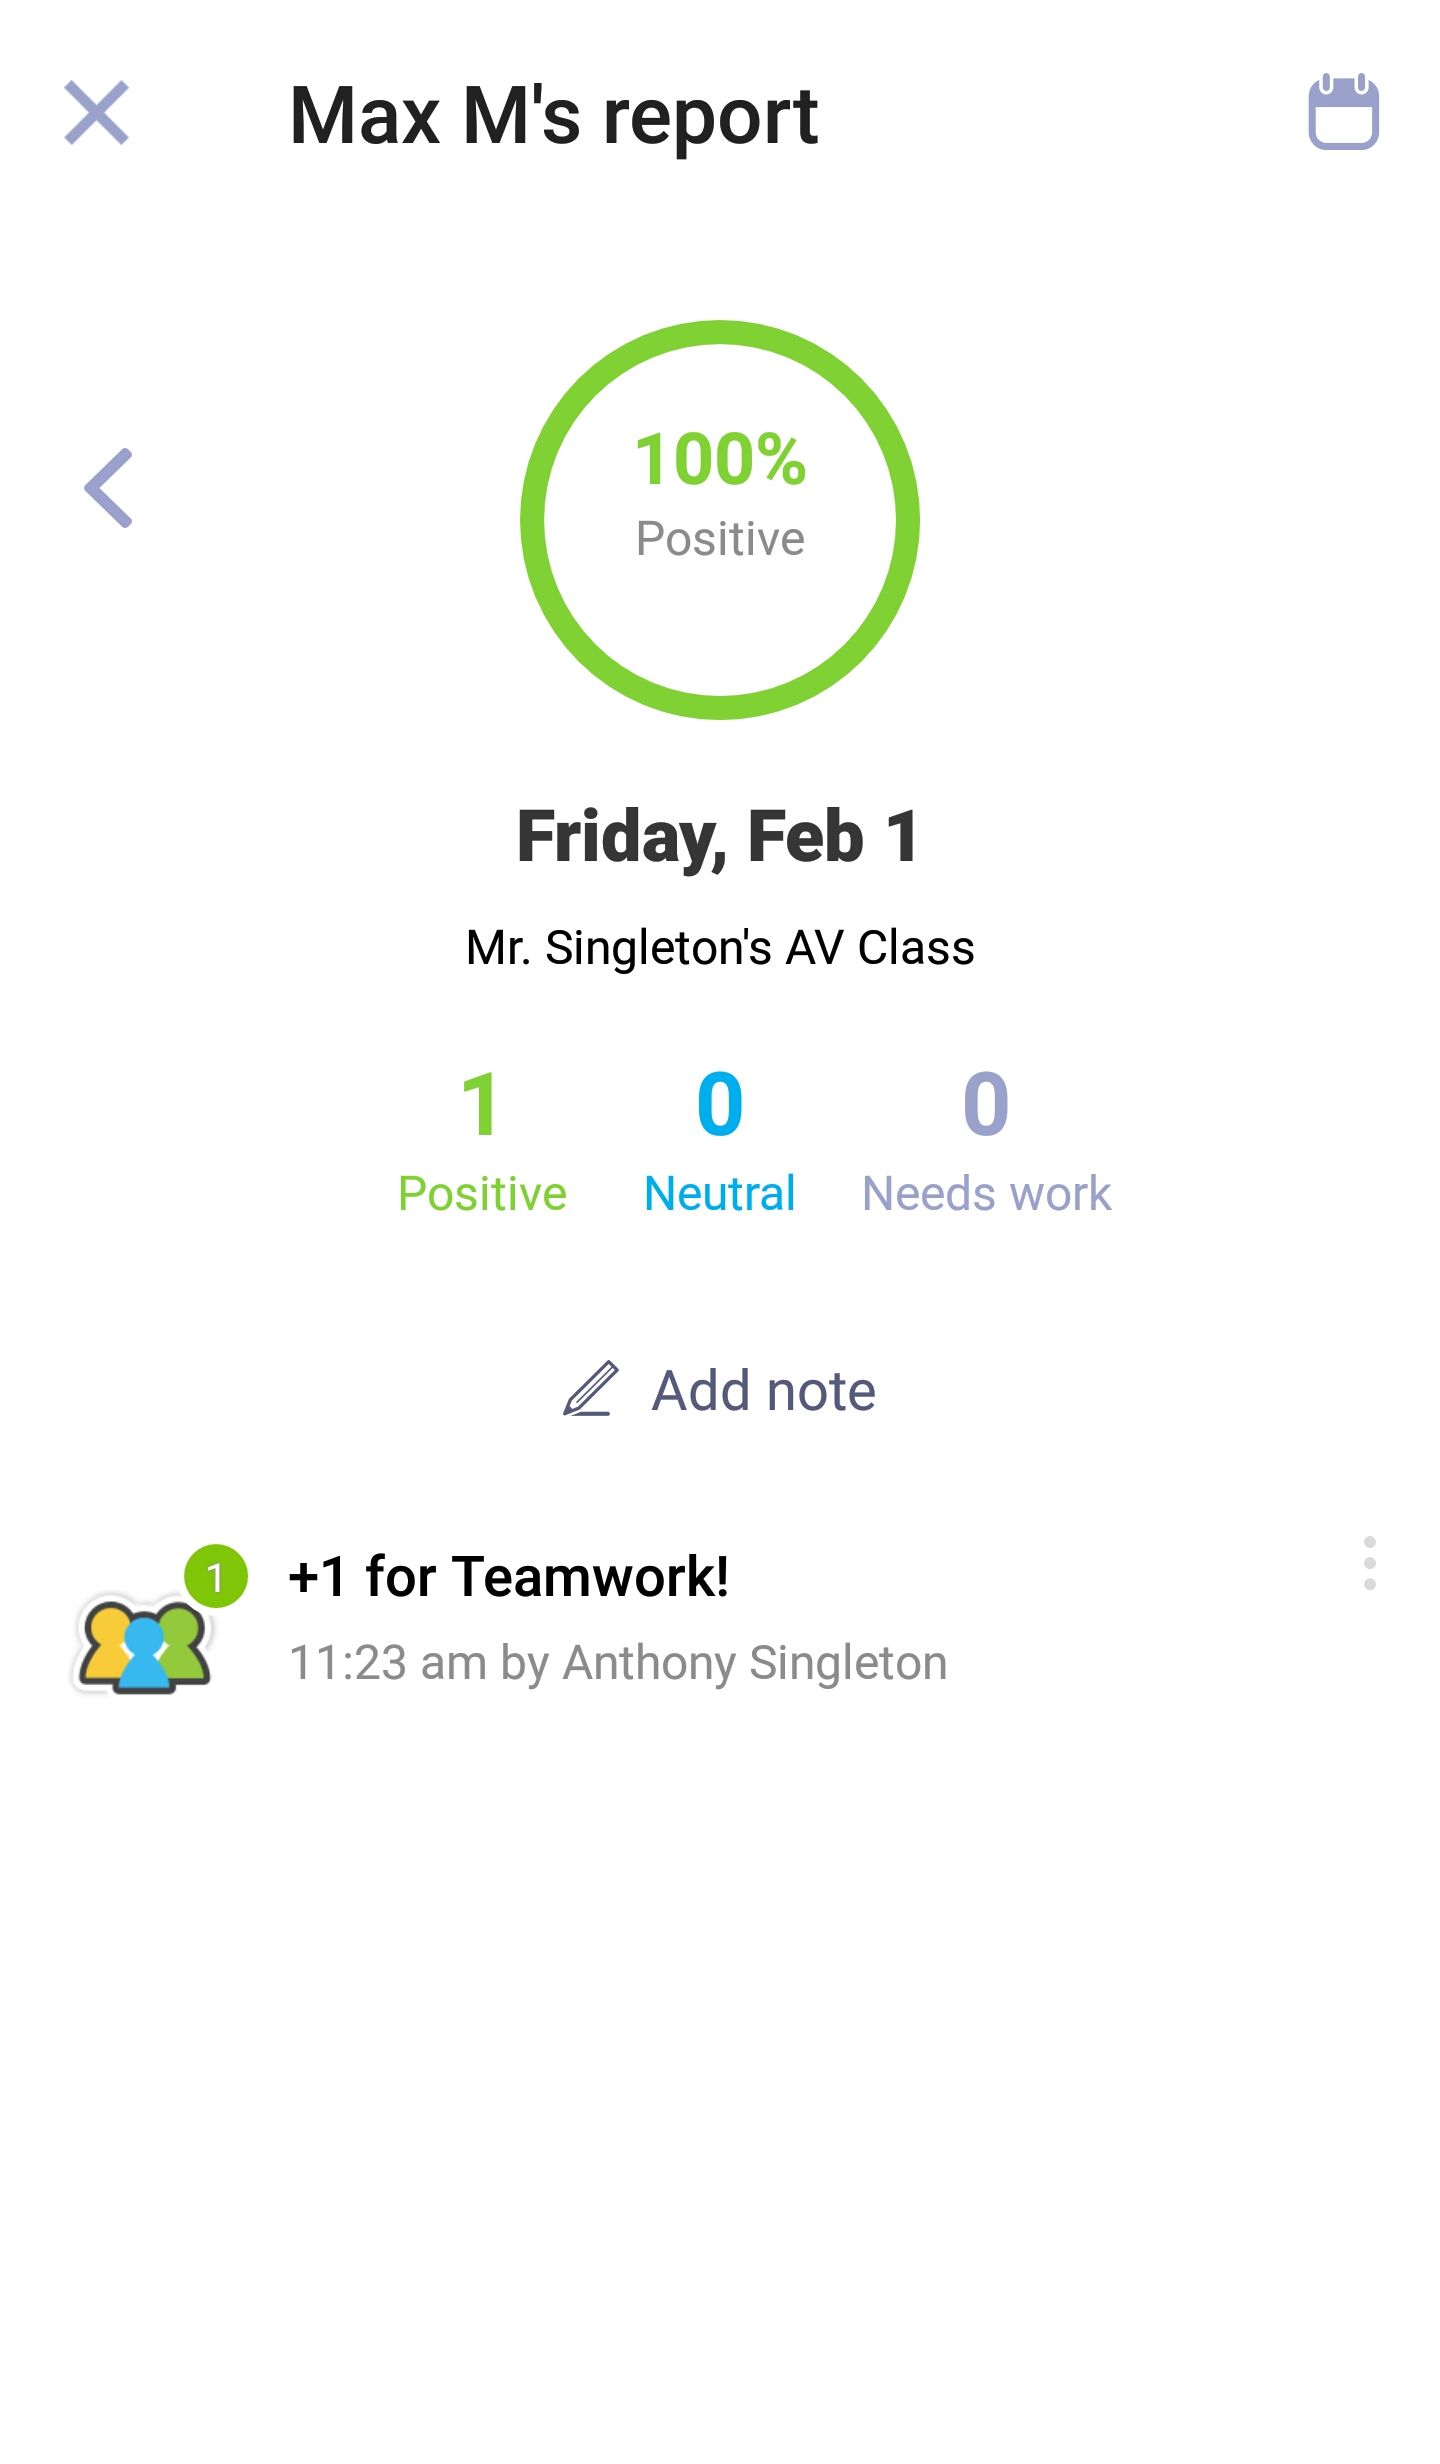 Max M's report
100%
Positive
Friday, Feb 1
Mr. Singleton's AV Class
1 0 0
Positive Neutral Needs work
Add note
1
+1 for Teamwork!
11:23 am by Anthony Singleton